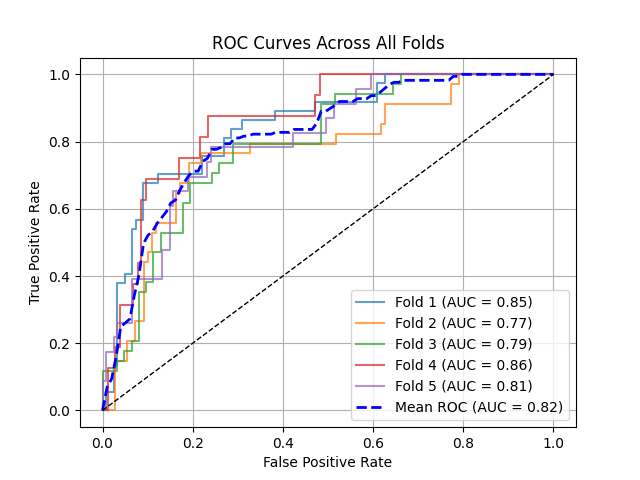 ROC Curves Across All Folds
True Positive Rate
1.0
0.8
0.6
0.4
0.2
0.0
Fold 1 (AUC = 0.85)
Fold 2 (AUC = 0.77)
Fold 3 (AUC = 0.79)
Fold 4 (AUC = 0.86)
Fold 5 (AUC = 0.81)
Mean ROC (AUC = 0.82)
0.0 0.2 0.4 0.6 0.8 1.0
False Positive Rate